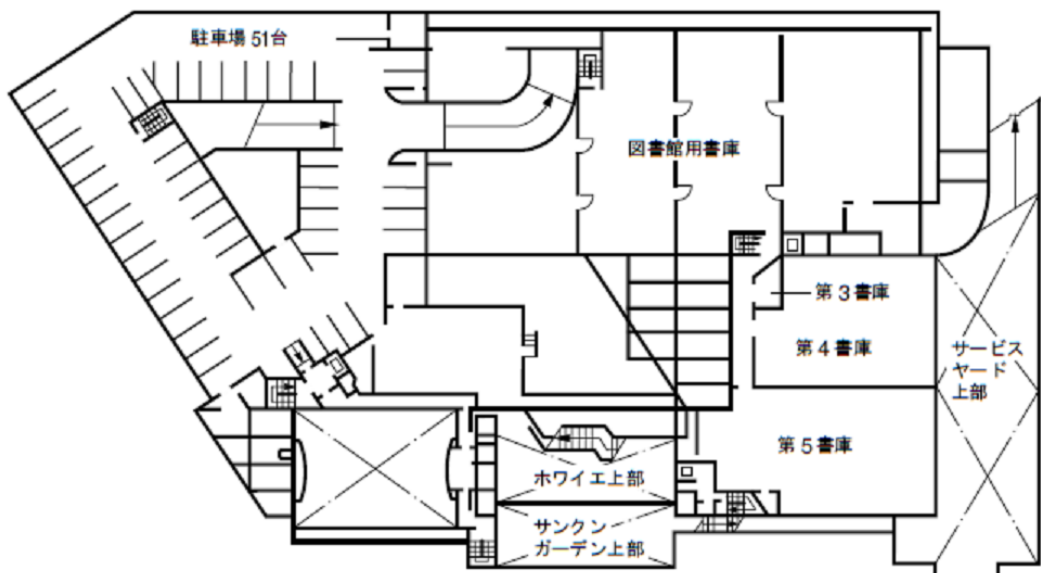 駐車場 51台
図書館用書庫
第3書庫
第4書庫
サービス
ヤード
上部
第5書庫
ホワイエ上部
サンクン
ガーデン上部